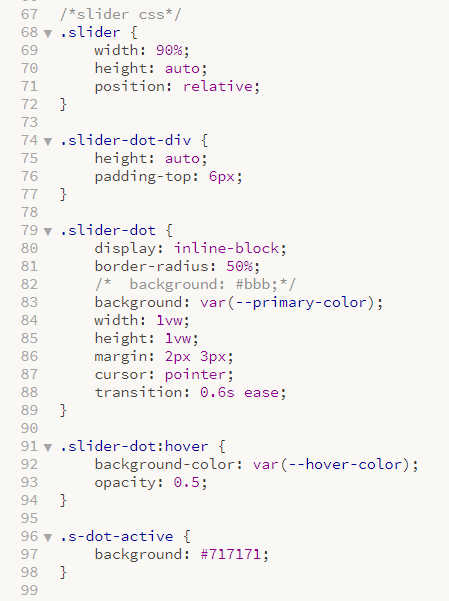 67 /*slider css*/
68 ▼ .slider {
69     width: 90%;
70     height: auto;
71     position: relative;
72 }
73
74 ▼ .slider-dot-div {
75     height: auto;
76     padding-top: 6px;
77 }
78
79 ▼ .slider-dot {
80     display: inline-block;
81     border-radius: 50%;
82     /*  background: #bbb;*/
83     background: var(--primary-color);
84     width: 1vw;
85     height: 1vw;
86     margin: 2px 3px;
87     cursor: pointer;
88     transition: 0.6s ease;
89 }
90
91 ▼ .slider-dot:hover {
92     background-color: var(--hover-color);
93     opacity: 0.5;
94 }
95
96 ▼ .s-dot-active {
97     background: #717171;
98 }
99